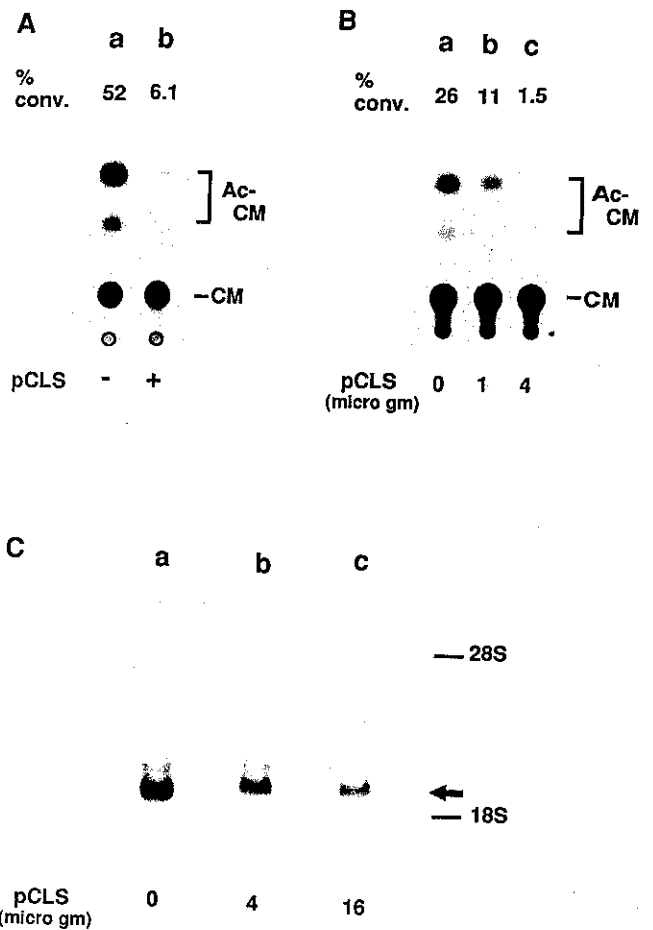 A
a b
% conv. 52 6.1
Ac-
CM
–CM
pCLS - +
B
a b c
% conv. 26 11 1.5
Ac-
CM
–CM
pCLS 0 1 4
(micro gm)
C
a b c
28S
18S
pCLS 0 4 16
(micro gm)